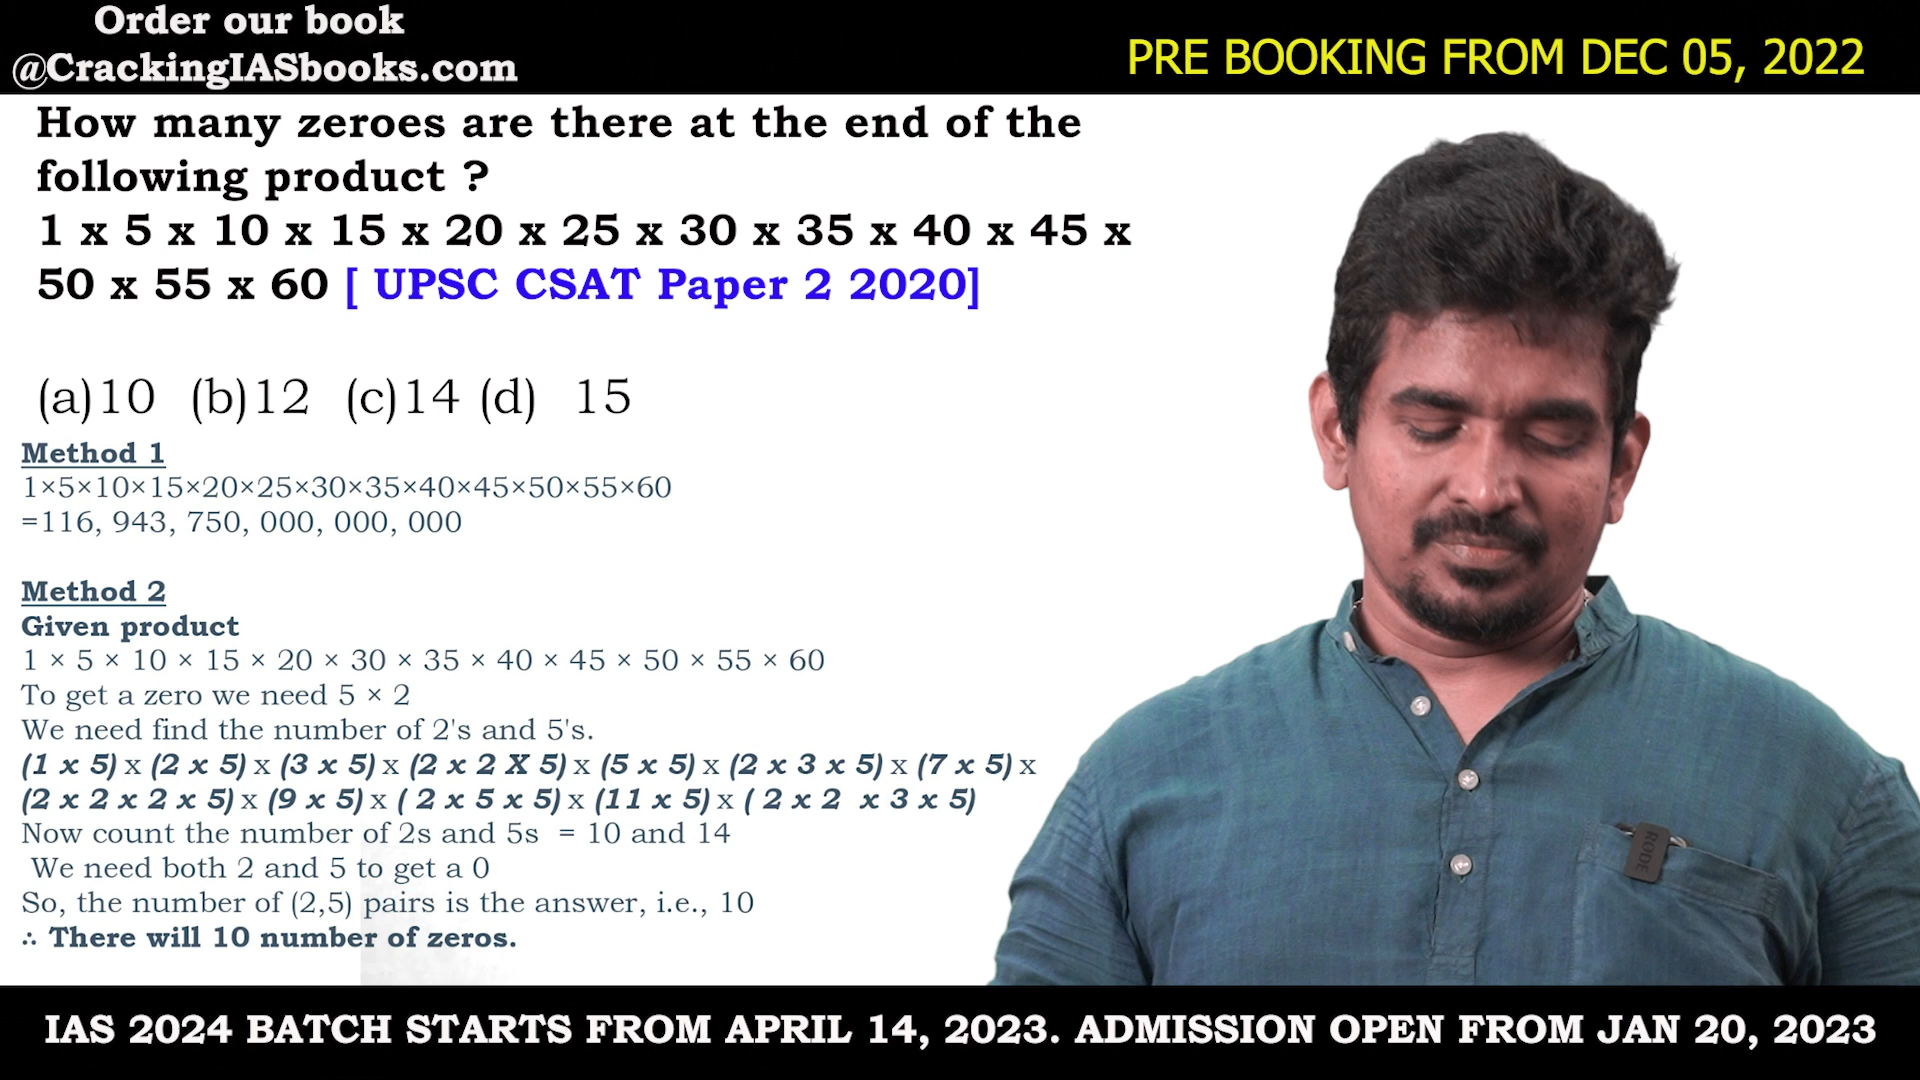 Order our book
@CrackingIASbooks.com
PRE BOOKING FROM DEC 05, 2022
How many zeroes are there at the end of the
following product ?
1 x 5 x 10 x 15 x 20 x 25 x 30 x 35 x 40 x 45 x
50 x 55 x 60 [ UPSC CSAT Paper 2 2020]
(a)10 (b)12 (c)14 (d) 15
Method 1
1×5×10×15×20×25×30×35×40×45×50×55×60
=116, 943, 750, 000, 000, 000
Method 2
Given product
1 × 5 × 10 × 15 × 20 × 30 × 35 × 40 × 45 × 50 × 55 × 60
To get a zero we need 5 × 2
We need find the number of 2's and 5's.
(1 x 5) x (2 x 5) x (3 x 5) x (2 x 2 X 5) x (5 x 5) x (2 x 3 x 5) x (7 x 5) x
(2 x 2 x 2 x 5) x (9 x 5) x ( 2 x 5 x 5) x (11 x 5) x ( 2 x 2 x 3 x 5)
Now count the number of 2s and 5s = 10 and 14
We need both 2 and 5 to get a 0
So, the number of (2,5) pairs is the answer, i.e., 10
∴ There will 10 number of zeros.
RODE
IAS 2024 BATCH STARTS FROM APRIL 14, 2023. ADMISSION OPEN FROM JAN 20, 2023